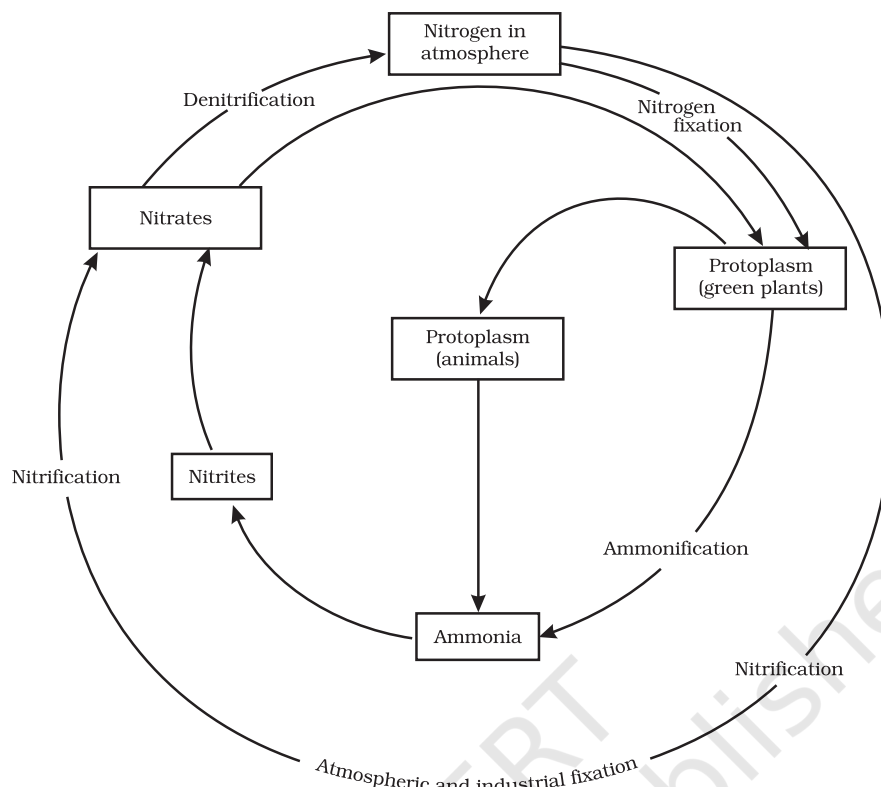 Nitrogen in
atmosphere
Denitrification
Nitrogen
fixation
Nitrates
Protoplasm
(green plants)
Protoplasm
(animals)
Nitrification
Nitrites
Ammonification
Ammonia
Nitrification
Atmospheric and industrial fixation